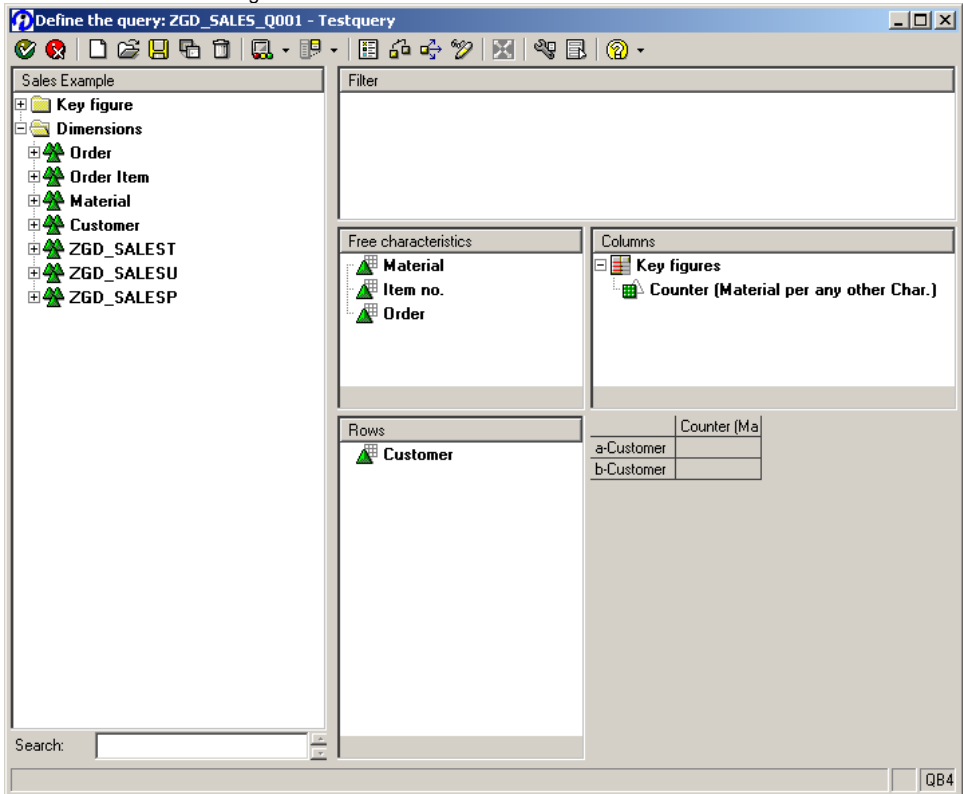 Define the query: ZGD_SALES_Q001 - Testquery
Sales Example
Key figure
Dimensions
Order
Order Item
Material
Customer
ZGD_SALEST
ZGD_SALESU
ZGD_SALESP
Search:
Filter
Free characteristics
Material
Item no.
Order
Columns
Key figures
Counter (Material per any other Char.)
Rows
Customer
Counter (Ma
a-Customer
b-Customer
QB4